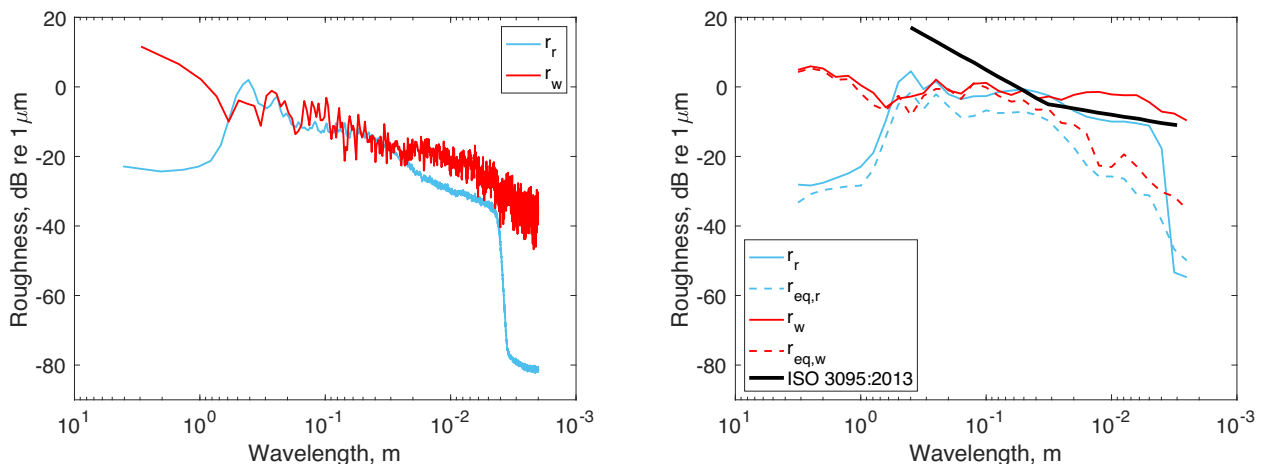 20
0
-20
-40
-60
-80
10^1
10^0
10^-1
10^-2
10^-3
Wavelength, m
Roughness, dB re 1 μm
r_r
r_w
20
0
-20
-40
-60
-80
10^1
10^0
10^-1
10^-2
10^-3
Wavelength, m
Roughness, dB re 1 μm
r_r
r_eq,r
r_w
r_eq,w
ISO 3095:2013